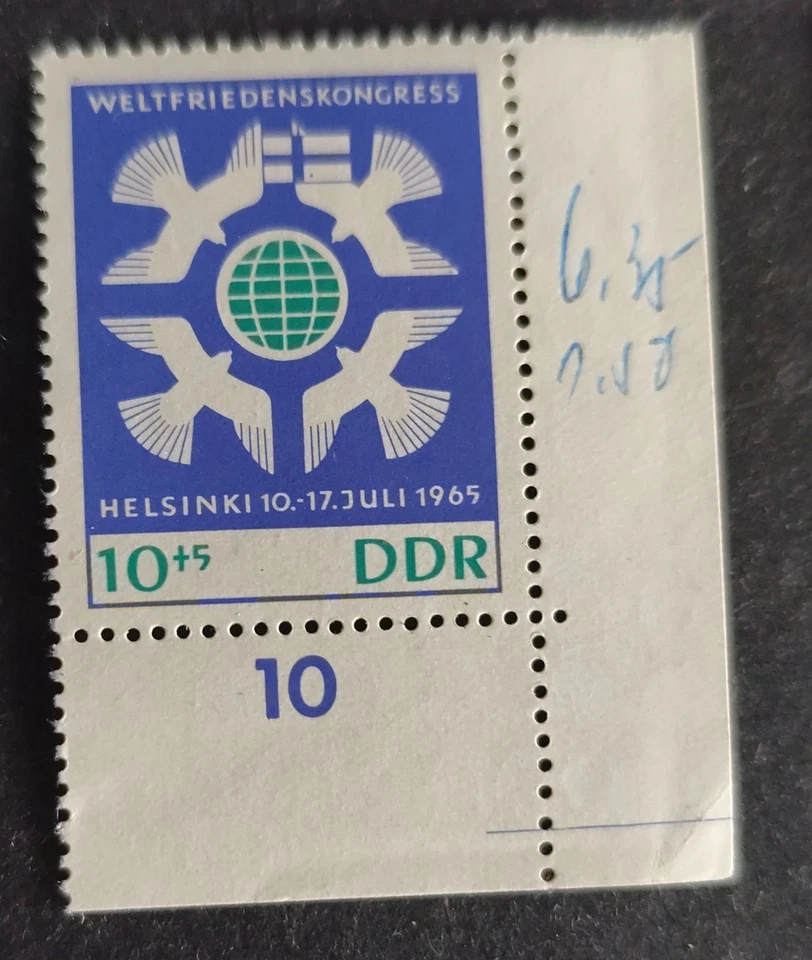 WELTFRIEDENSKONGRESS
HELSINKI 10.-17. JULI 1965
10+5 DDR
10